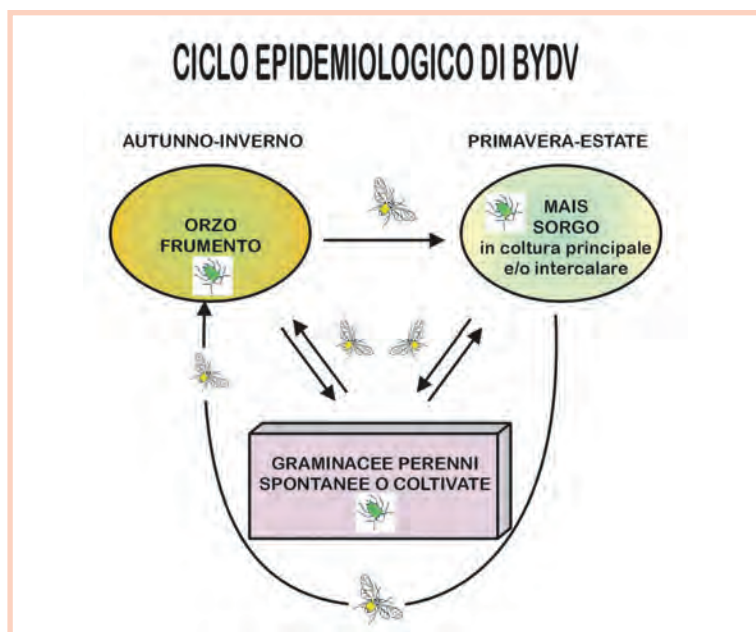 CICLO EPIDEMIOLOGICO DI BYDV
AUTUNNO-INVERNO
PRIMAVERA-ESTATE
ORZO
FRUMENTO
MAIS
SORGO
in coltura principale
e/o intercalare
GRAMINACEE PERENNI
SPONTANEE O COLTIVATE